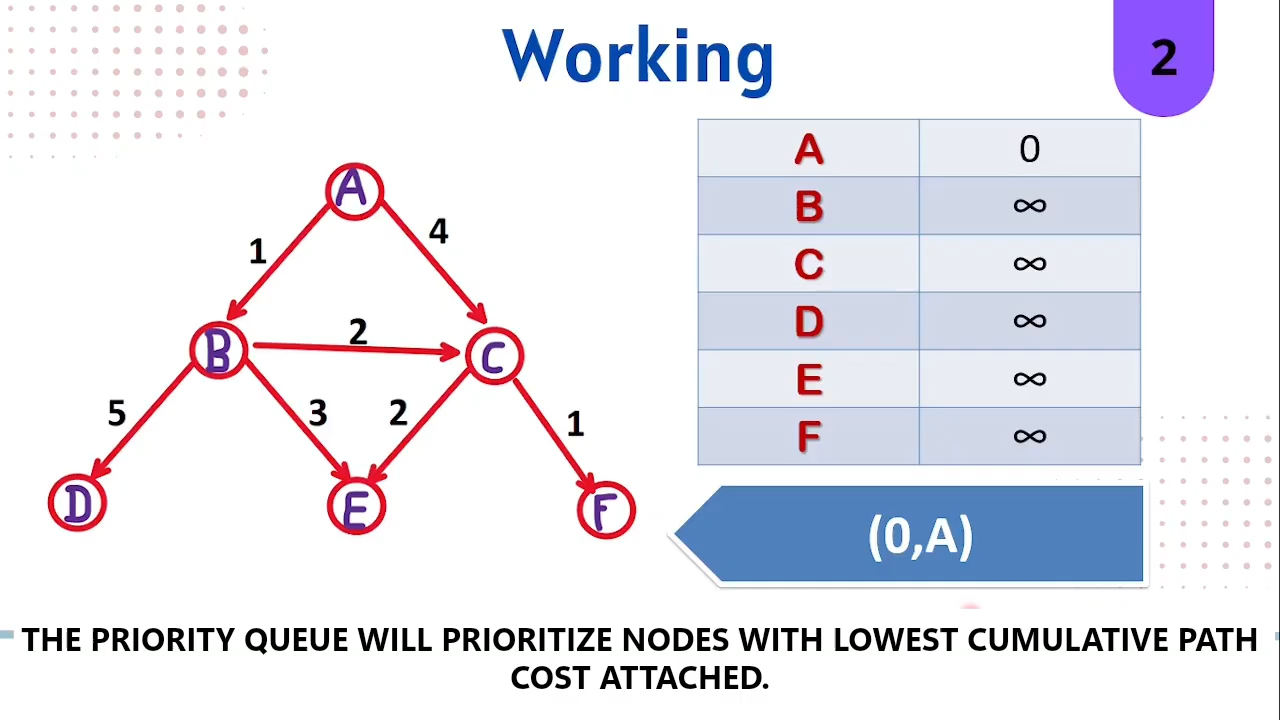 Working
2
A 0
B ∞
C ∞
D ∞
E ∞
F ∞
A
1
4
B
2
C
5
3
2
1
D
E
F
(0,A)
THE PRIORITY QUEUE WILL PRIORITIZE NODES WITH LOWEST CUMULATIVE PATH
COST ATTACHED.